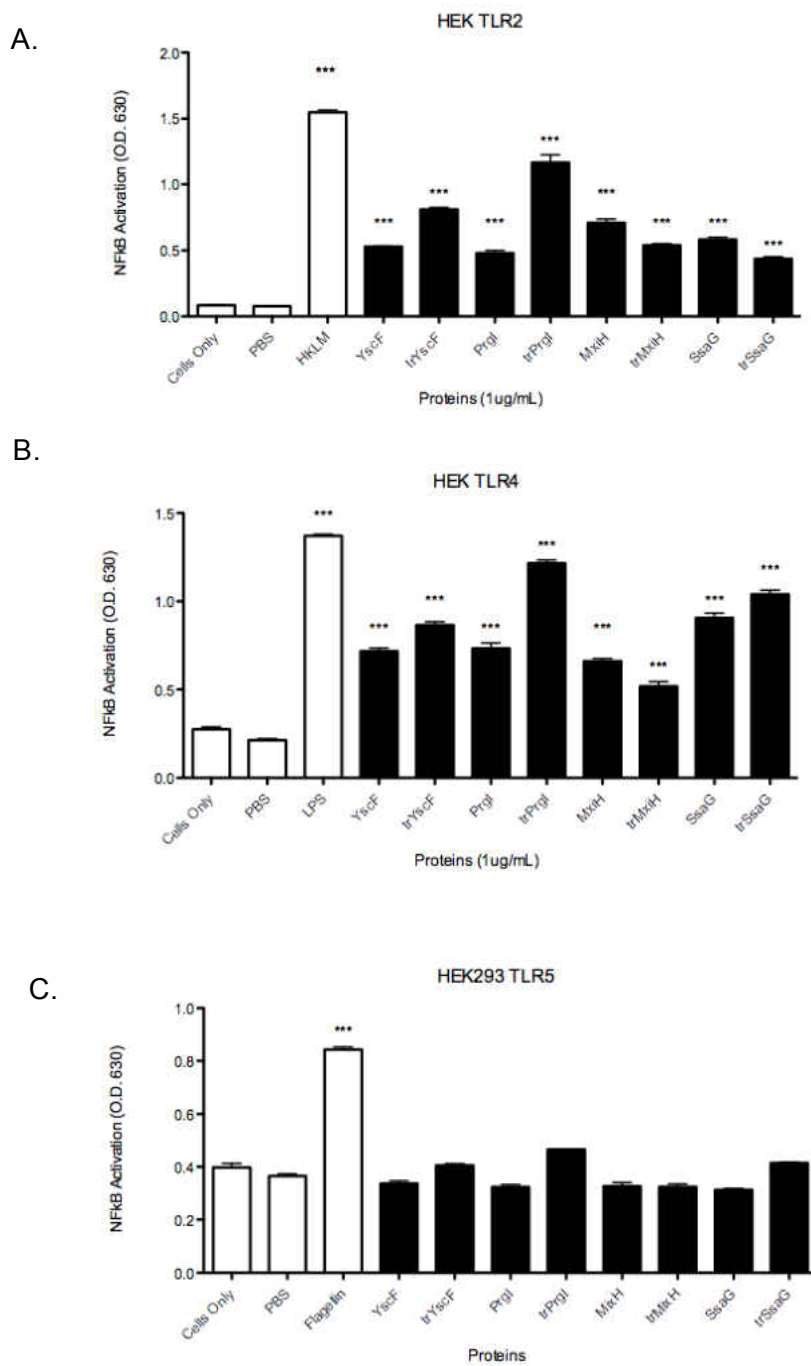 A.
HEK TLR2
NFkB Activation (O.D. 630)
2.0
1.5
1.0
0.5
0.0
***
***
***
***
***
***
***
***
***
Cells Only
PBS
HKLM
YscF
trYscF
PrgI
trPrgI
MxiH
trMxiH
SsaG
trSsaG
Proteins (1ug/mL)
B.
HEK TLR4
NFkB Activation (O.D. 630)
1.5
1.0
0.5
0.0
***
***
***
***
***
***
***
***
***
Cells Only
PBS
LPS
YscF
trYscF
PrgI
trPrgI
MxiH
trMxiH
SsaG
trSsaG
Proteins (1ug/mL)
C.
HEK293 TLR5
NFkB Activation (O.D. 630)
1.0
0.8
0.6
0.4
0.2
0.0
***
Cells Only
PBS
Flagellin
YscF
trYscF
PrgI
trPrgI
MxiH
trMxiH
SsaG
trSsaG
Proteins